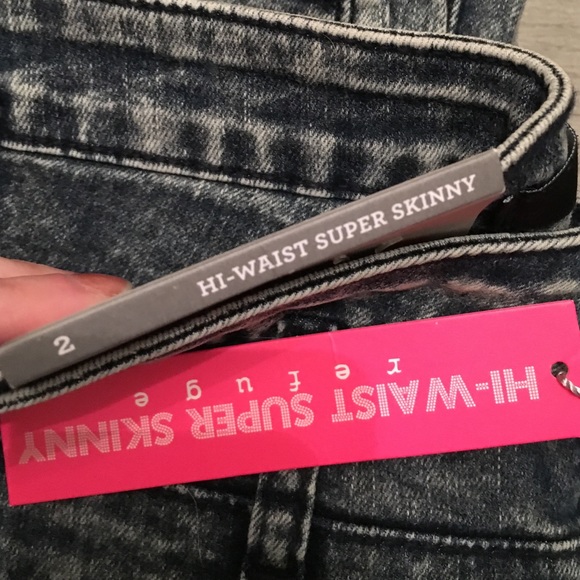 2 HI-WAIST SUPER SKINNY
HI-WAIST SUPER SKINNY
refuge